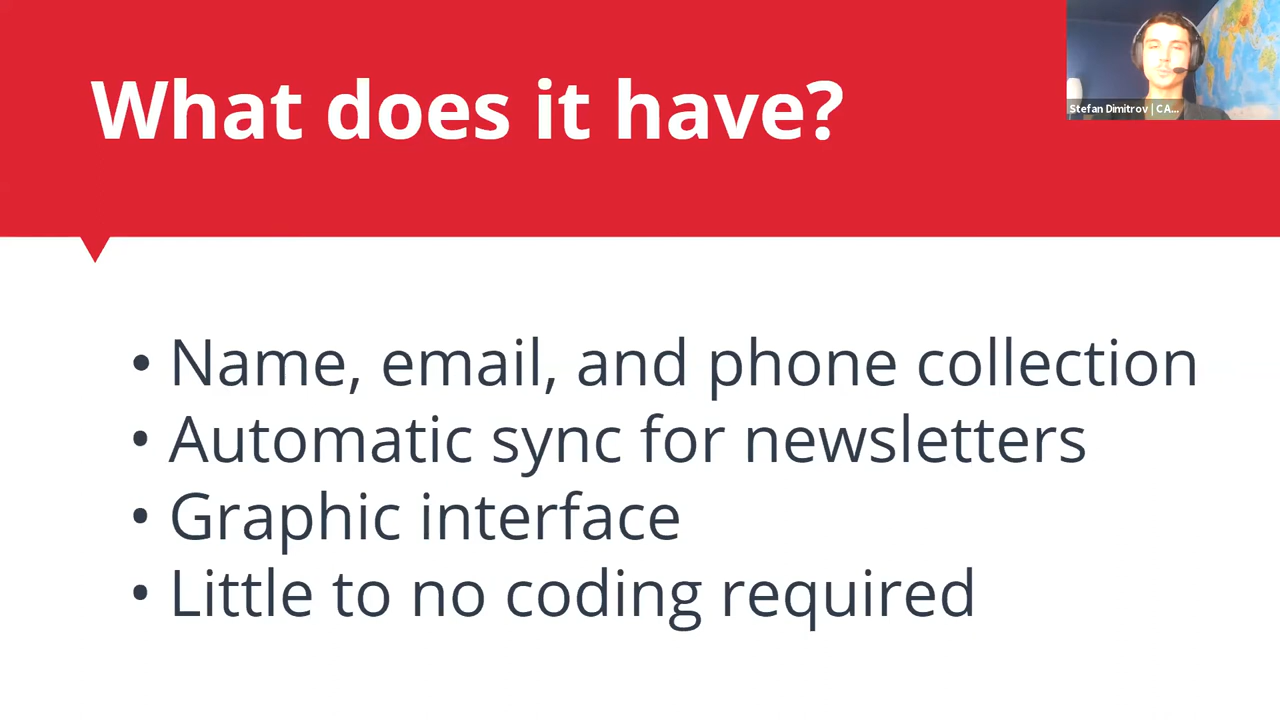 What does it have?
Stefan Dimitrov | CA...
• Name, email, and phone collection
• Automatic sync for newsletters
• Graphic interface
• Little to no coding required